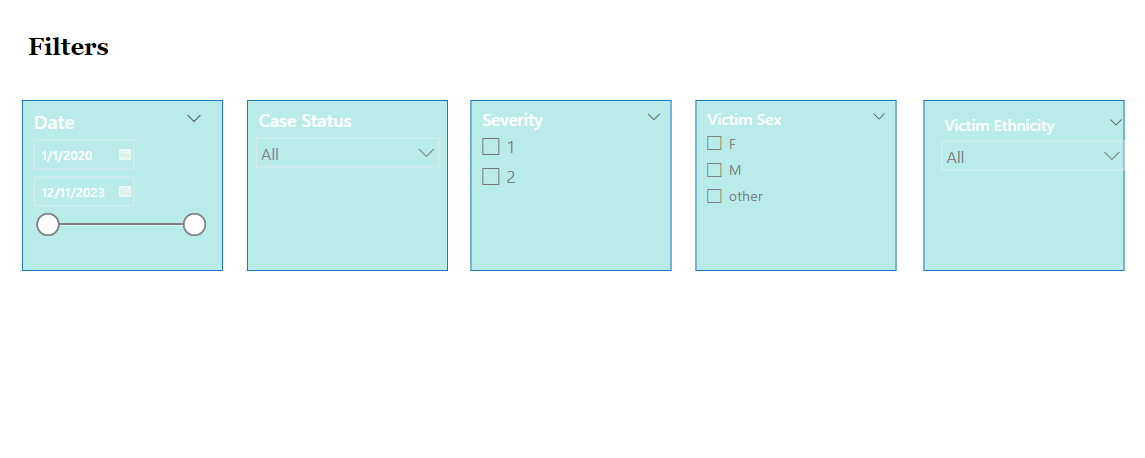 Filters
Date
1/1/2020
12/11/2023
Case Status
All
Severity
1
2
Victim Sex
F
M
other
Victim Ethnicity
All